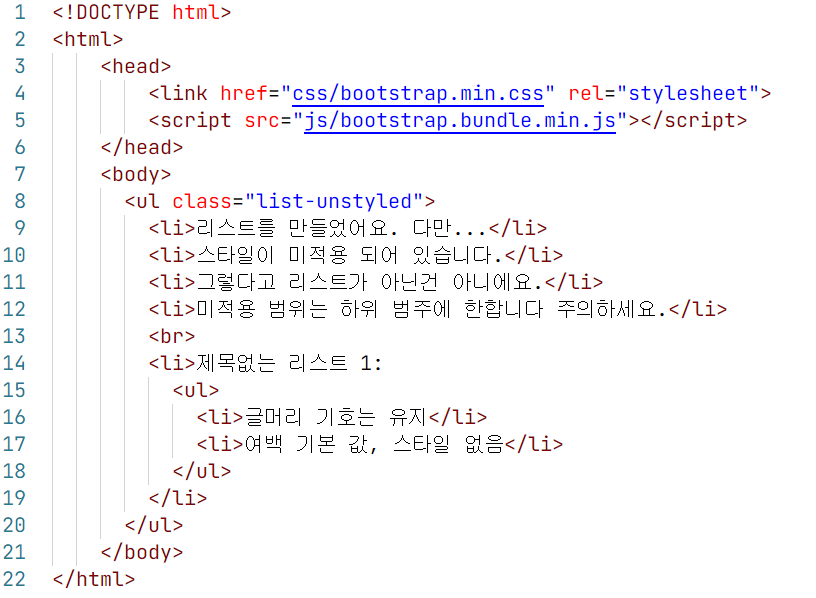 1 <!DOCTYPE html>
2 <html>
3     <head>
4         <link href="css/bootstrap.min.css" rel="stylesheet">
5         <script src="js/bootstrap.bundle.min.js"></script>
6     </head>
7     <body>
8       <ul class="list-unstyled">
9         <li>리스트를 만들었어요. 다만...</li>
10         <li>스타일이 미적용 되어 있습니다.</li>
11         <li>그렇다고 리스트가 아닌건 아니에요.</li>
12         <li>미적용 범위는 하위 범주에 한합니다 주의하세요.</li>
13         <br>
14         <li>제목없는 리스트 1:
15           <ul>
16             <li>글머리 기호는 유지</li>
17             <li>여백 기본 값, 스타일 없음</li>
18           </ul>
19         </li>
20       </ul>
21     </body>
22 </html>